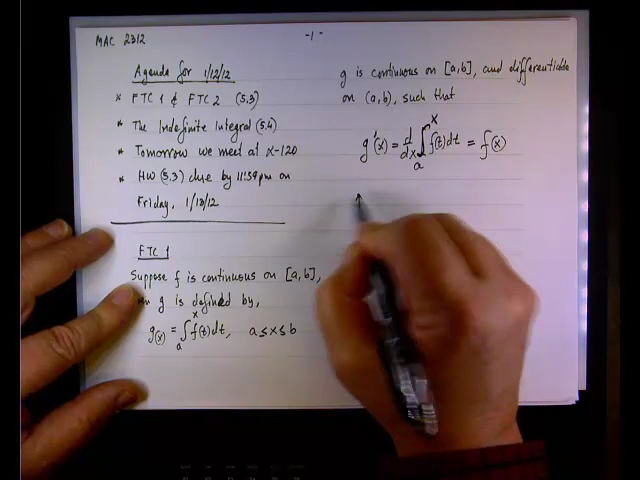 MAC 2312
-1-
Agenda for 1/12/12
* FTC 1 & FTC 2 (5.3)
* The Indefinite Integral (5.4)
* Tomorrow we meet at X-120
* HW (5.3) due by 11:59pm on
Friday, 1/13/12
FTC 1
Suppose f is continuous on [a,b],
g is defined by,
g(x) = ∫ₐˣ f(t)dt, a ≤ x ≤ b
g is continuous on [a,b], and differentiable
on (a,b), such that
g'(x) = d/dx ∫ₐˣ f(t)dt = f(x)